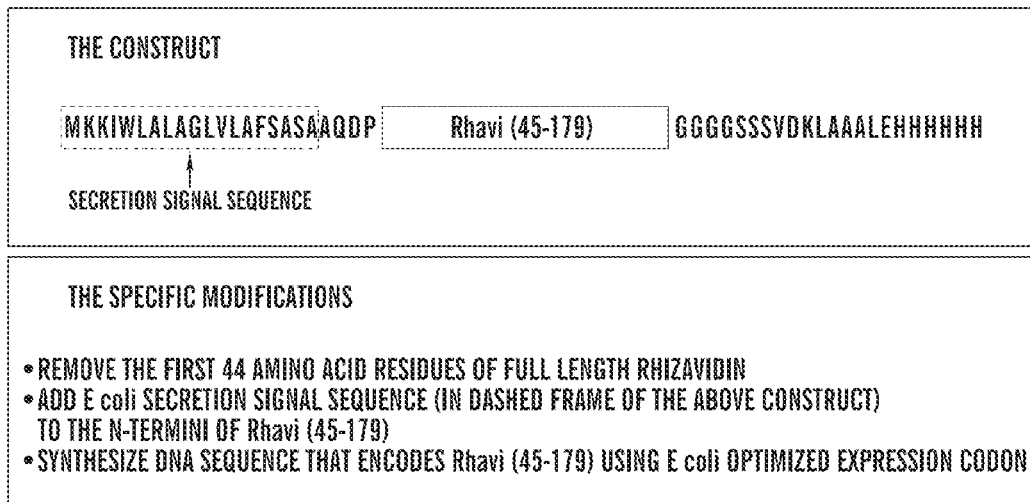 THE CONSTRUCT
MKKIWLALAGLVLAFSASAAQDP Rhavi (45-179) GGGGSSSVDKLAAALEHHHHHH
SECRETION SIGNAL SEQUENCE
THE SPECIFIC MODIFICATIONS
• REMOVE THE FIRST 44 AMINO ACID RESIDUES OF FULL LENGTH RHIZAVIDIN
• ADD E coli SECRETION SIGNAL SEQUENCE (IN DASHED FRAME OF THE ABOVE CONSTRUCT)
TO THE N-TERMINI OF Rhavi (45-179)
• SYNTHESIZE DNA SEQUENCE THAT ENCODES Rhavi (45-179) USING E coli OPTIMIZED EXPRESSION CODON